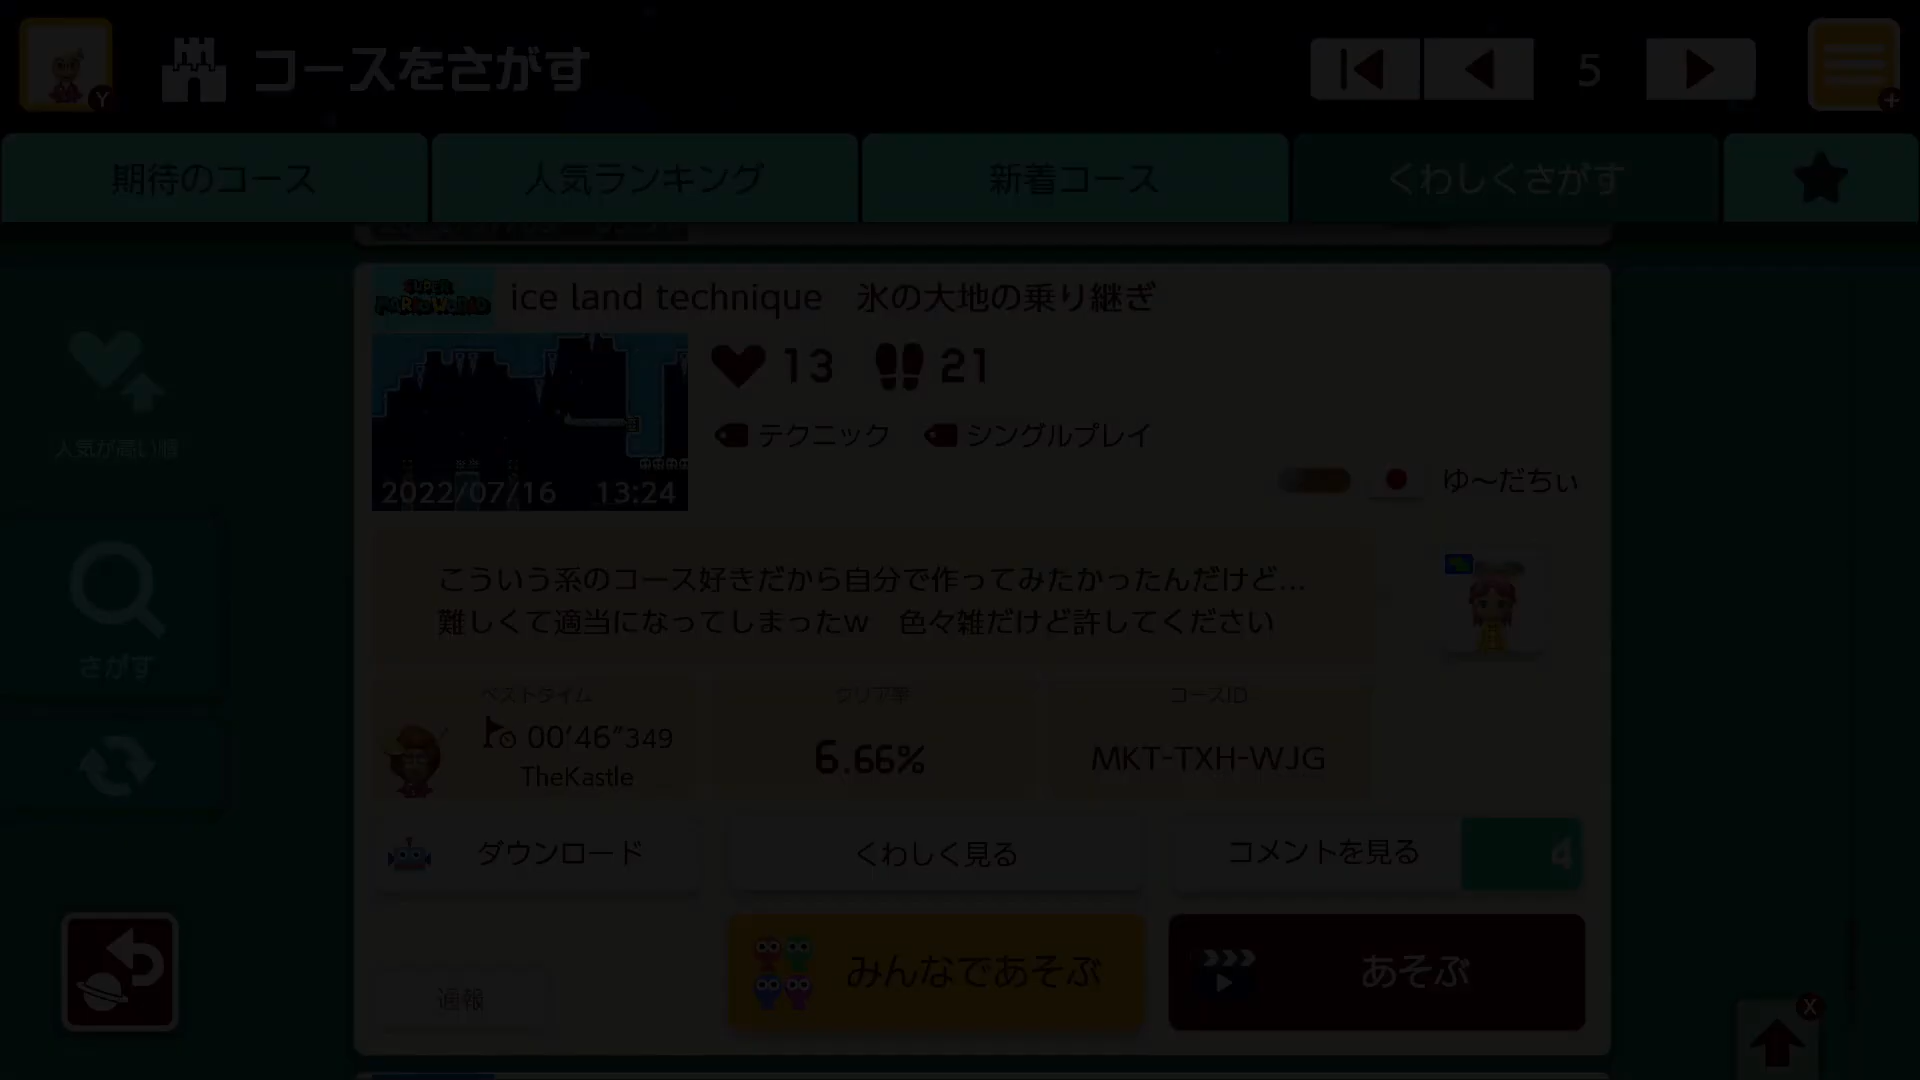 コースをさがす
5
Y
+
期待のコース
人気ランキング
新着コース
くわしくさがす
SUPER
MARIO WORLD
ice land technique　氷の大地の乗り継ぎ
13
21
テクニック
シングルプレイ
2022/07/16 13:24
ゆ～だちぃ
人気が高い順
こういう系のコース好きだから自分で作ってみたかったんだけど…
難しくて適当になってしまったw　色々雑だけど許してください
さがす
ベストタイム
クリア率
コースID
00'46"349
TheKastle
6.66%
MKT-TXH-WJG
ダウンロード
くわしく見る
コメントを見る
4
みんなであそぶ
あそぶ
通報
X